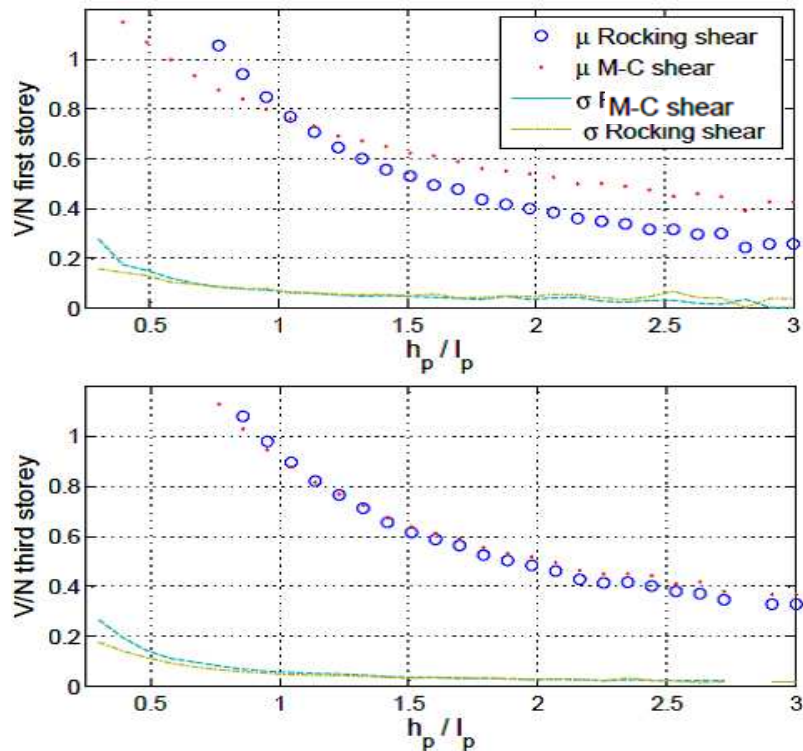 V/N first storey
1
0.8
0.6
0.4
0.2
0
μ Rocking shear
μ M-C shear
σ M-C shear
σ Rocking shear
0.5 1 1.5 2 2.5 3
h_p / l_p
V/N third storey
1
0.8
0.6
0.4
0.2
0
0.5 1 1.5 2 2.5 3
h_p / l_p